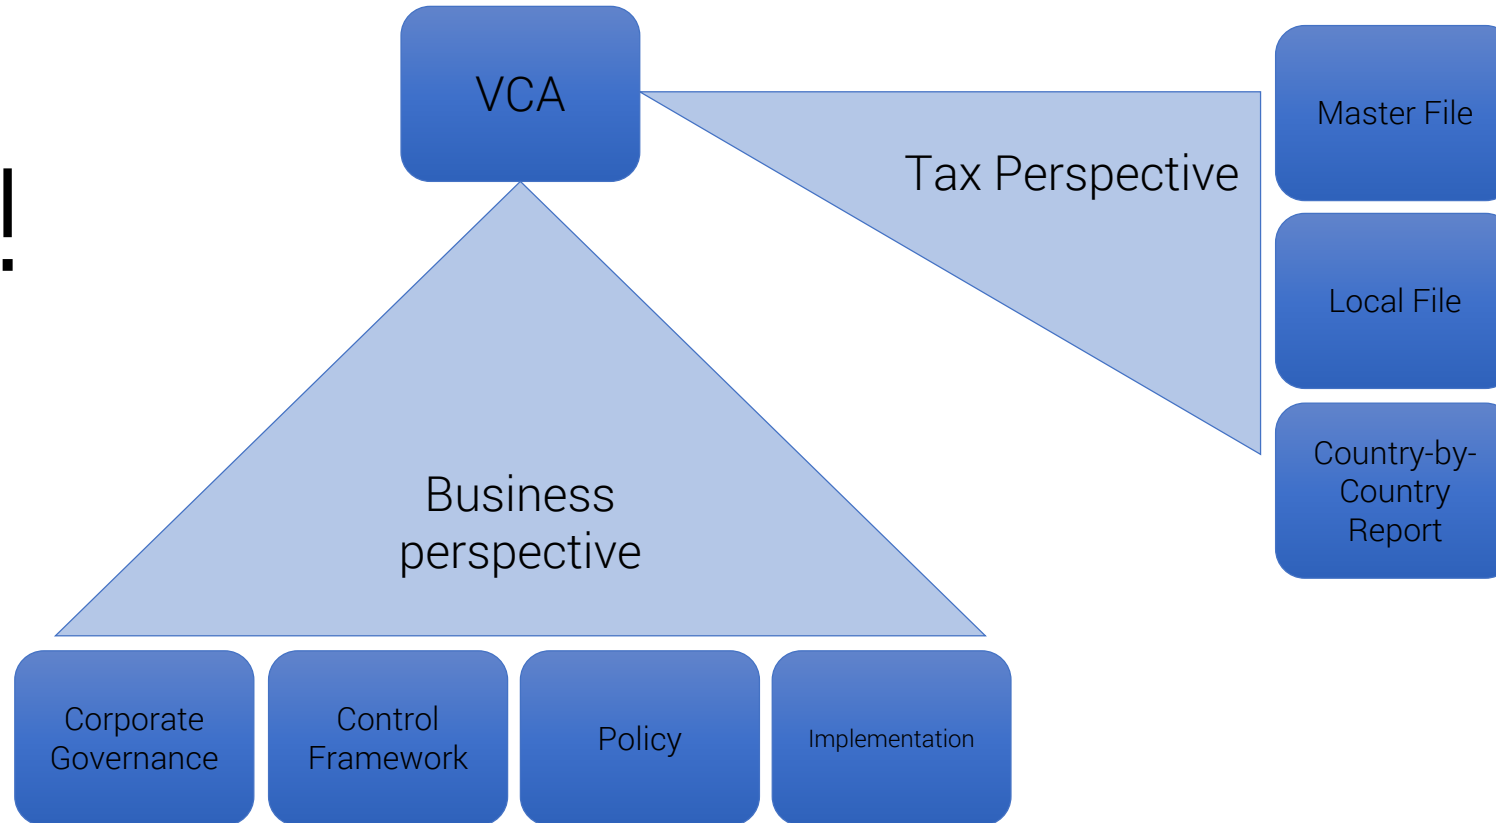 VCA
Tax Perspective
Master File
Local File
Country-by-
Country
Report
Business
perspective
Corporate
Governance
Control
Framework
Policy
Implementation